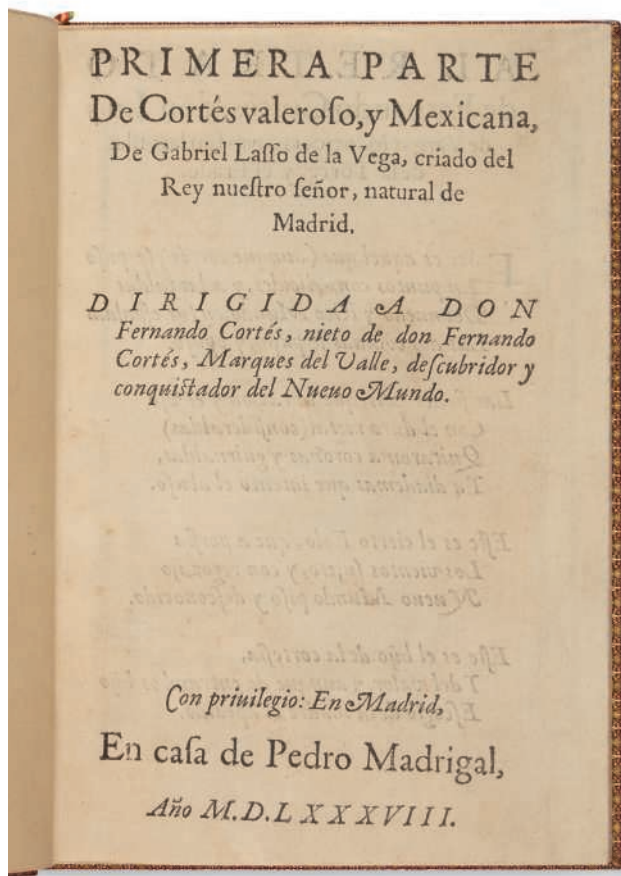 PRIMERA PARTE
De Cortés valeroſo, y Mexicana,
De Gabriel Laſſo de la Vega, criado del
Rey nueſtro ſeñor, natural de
Madrid.
DIRIGIDA A DON
Fernando Cortés, nieto de don Fernando
Cortés, Marques del Valle, deſcubridor y
conquiſtador del Nueuo Mundo.
Con priuilegio: En Madrid,
En caſa de Pedro Madrigal,
Año M.D.LXXXVIII.